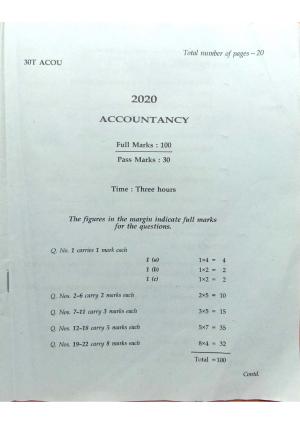 Total number of pages – 20
30T ACOU
2020
ACCOUNTANCY
Full Marks : 100
Pass Marks : 30
Time : Three hours
The figures in the margin indicate full marks
for the questions.
Q. No. 1 carries 1 mark each
1 (a) 1×4 = 4
1 (b) 1×2 = 2
1 (c) 1×2 = 2
Q. Nos. 2–6 carry 2 marks each 2×5 = 10
Q. Nos. 7–11 carry 3 marks each 3×5 = 15
Q. Nos. 12–18 carry 5 marks each 5×7 = 35
Q. Nos. 19–22 carry 8 marks each 8×4 = 32
Total = 100
Contd.